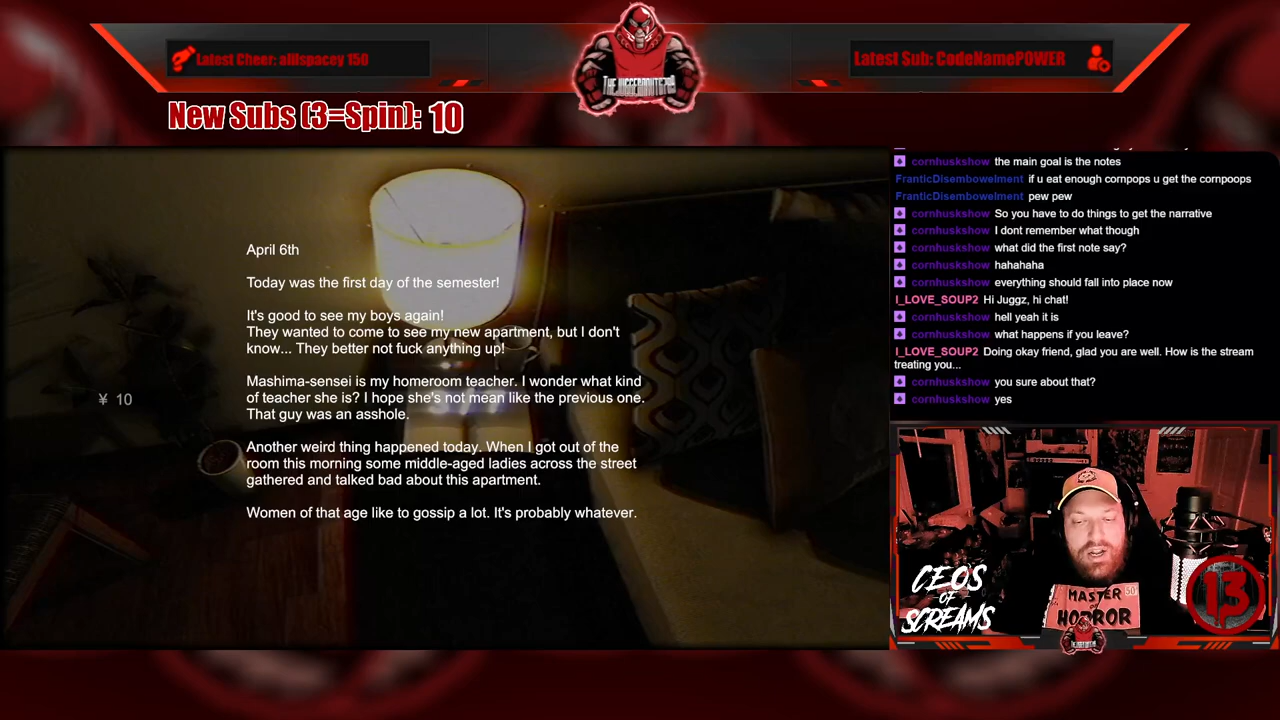 Latest Cheer: alilspacey 150
THEJUGGERNAUT6789
Latest Sub: CodeNamePOWER
New Subs (3=Spin): 10
April 6th
Today was the first day of the semester!
It's good to see my boys again!
They wanted to come to see my new apartment, but I don't
know... They better not fuck anything up!
Mashima-sensei is my homeroom teacher. I wonder what kind
of teacher she is? I hope she's not mean like the previous one.
That guy was an asshole.
Another weird thing happened today. When I got out of the
room this morning some middle-aged ladies across the street
gathered and talked bad about this apartment.
Women of that age like to gossip a lot. It's probably whatever.
¥ 10
cornhuskshow the main goal is the notes
FranticDisembowelment if u eat enough cornpops u get the cornpoops
FranticDisembowelment pew pew
cornhuskshow So you have to do things to get the narrative
cornhuskshow I dont remember what though
cornhuskshow what did the first note say?
cornhuskshow hahahaha
cornhuskshow everything should fall into place now
I_LOVE_SOUP2 Hi Juggz, hi chat!
cornhuskshow hell yeah it is
cornhuskshow what happens if you leave?
I_LOVE_SOUP2 Doing okay friend, glad you are well. How is the stream
treating you...
cornhuskshow you sure about that?
cornhuskshow yes
CEO'S
OF
SCREAMS
MASTER
HORROR
13